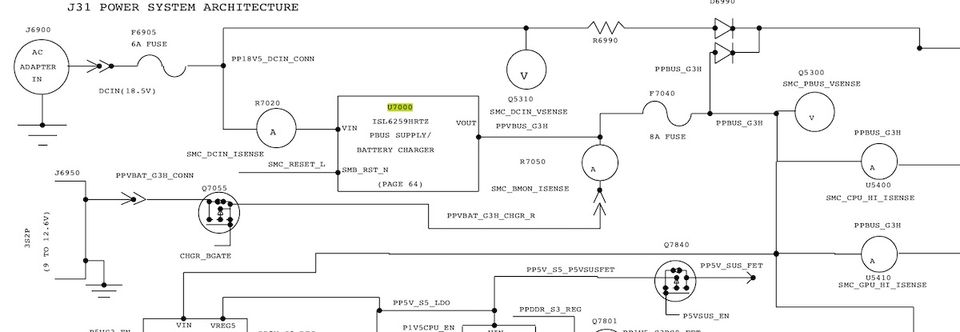 J31 POWER SYSTEM ARCHITECTURE
D6990
J6900
AC
ADAPTER
IN
F6905
6A FUSE
DCIN(18.5V)
PP18V5_DCIN_CONN
R6990
V
Q5310
SMC_DCIN_VSENSE
PPBUS_G3H
Q5300
SMC_PBUS_VSENSE
V
R7020
A
SMC_DCIN_ISENSE
U7000
ISL6259HRTZ
PBUS SUPPLY/
BATTERY CHARGER
(PAGE 64)
VIN
VOUT
SMB_RST_N
SMC_RESET_L
PPVBUS_G3H
F7040
8A FUSE
PPBUS_G3H
R7050
A
SMC_BMON_ISENSE
PPBUS_G3H
A
U5400
SMC_CPU_HI_ISENSE
J6950
PPVBAT_G3H_CONN
Q7055
3S2P
(9 TO 12.6V)
PPVBAT_G3H_CHGR_R
CHGR_BGATE
PPBUS_G3H
A
U5410
SMC_GPU_HI_ISENSE
Q7840
PP5V_S5_P5VSUSFET
PP5V_SUS_FET
P5VSUS_EN
PP5V_S5_LDO
PPDDR_S3_REG
VIN
VREG5
P1V5CPU_EN
Q7801